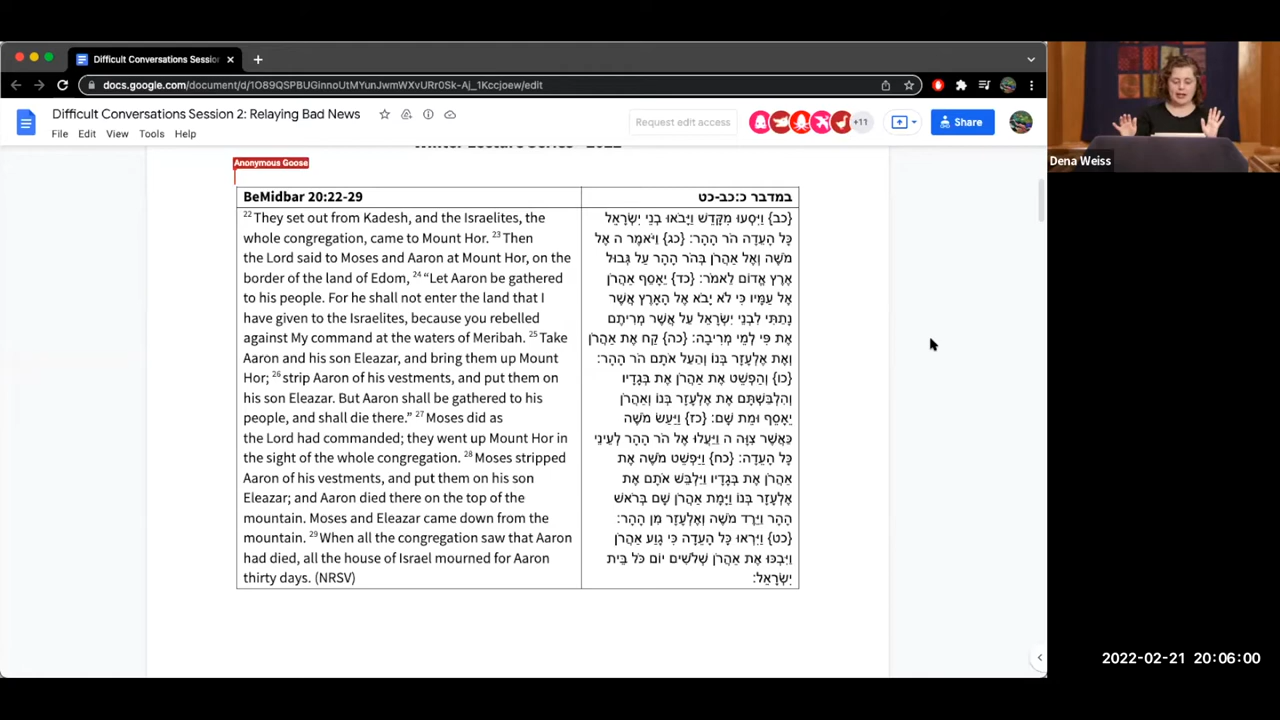 Difficult Conversations Sessio
docs.google.com/document/d/1O89QSPBUGinnoUtMYunJwmWXvURr0Sk-Aj_1Kccjoew/edit
Difficult Conversations Session 2: Relaying Bad News
File Edit View Tools Help
Request edit access
+11
Share
Dena Weiss
Winter Lecture Series - 2022
Anonymous Goose
BeMidbar 20:22-29
22 They set out from Kadesh, and the Israelites, the
whole congregation, came to Mount Hor. 23 Then
the Lord said to Moses and Aaron at Mount Hor, on the
border of the land of Edom, 24 “Let Aaron be gathered
to his people. For he shall not enter the land that I
have given to the Israelites, because you rebelled
against My command at the waters of Meribah. 25 Take
Aaron and his son Eleazar, and bring them up Mount
Hor; 26 strip Aaron of his vestments, and put them on
his son Eleazar. But Aaron shall be gathered to his
people, and shall die there.” 27 Moses did as
the Lord had commanded; they went up Mount Hor in
the sight of the whole congregation. 28 Moses stripped
Aaron of his vestments, and put them on his son
Eleazar; and Aaron died there on the top of the
mountain. Moses and Eleazar came down from the
mountain. 29 When all the congregation saw that Aaron
had died, all the house of Israel mourned for Aaron
thirty days. (NRSV)
במדבר כ:כב-כט
{כב} וַיִּסְעוּ מִקָּדֵשׁ וַיָּבֹאוּ בְנֵי יִשְׂרָאֵל
כָּל הָעֵדָה הֹר הָהָר: {כג} וַיֹּאמֶר ה אֶל
מֹשֶׁה וְאֶל אַהֲרֹן בְּהֹר הָהָר עַל גְּבוּל
אֶרֶץ אֱדוֹם לֵאמֹר: {כד} יֵאָסֵף אַהֲרֹן
אֶל עַמָּיו כִּי לֹא יָבֹא אֶל הָאָרֶץ אֲשֶׁר
נָתַתִּי לִבְנֵי יִשְׂרָאֵל עַל אֲשֶׁר מְרִיתֶם
אֶת פִּי לְמֵי מְרִיבָה: {כה} קַח אֶת אַהֲרֹן
וְאֶת אֶלְעָזָר בְּנוֹ וְהַעַל אֹתָם הֹר הָהָר:
{כו} וְהַפְשֵׁט אֶת אַהֲרֹן אֶת בְּגָדָיו
וְהִלְבַּשְׁתָּם אֶת אֶלְעָזָר בְּנוֹ וְאַהֲרֹן
יֵאָסֵף וּמֵת שָׁם: {כז} וַיַּעַשׂ מֹשֶׁה
כַּאֲשֶׁר צִוָּה ה וַיַּעֲלוּ אֶל הֹר הָהָר לְעֵינֵי
כָּל הָעֵדָה: {כח} וַיַּפְשֵׁט מֹשֶׁה אֶת
אַהֲרֹן אֶת בְּגָדָיו וַיַּלְבֵּשׁ אֹתָם אֶת
אֶלְעָזָר בְּנוֹ וַיָּמָת אַהֲרֹן שָׁם בְּרֹאשׁ
הָהָר וַיֵּרֶד מֹשֶׁה וְאֶלְעָזָר מִן הָהָר:
{כט} וַיִּרְאוּ כָּל הָעֵדָה כִּי גָוַע אַהֲרֹן
וַיִּבְכּוּ אֶת אַהֲרֹן שְׁלֹשִׁים יוֹם כֹּל בֵּית
יִשְׂרָאֵל:
2022-02-21 20:06:00